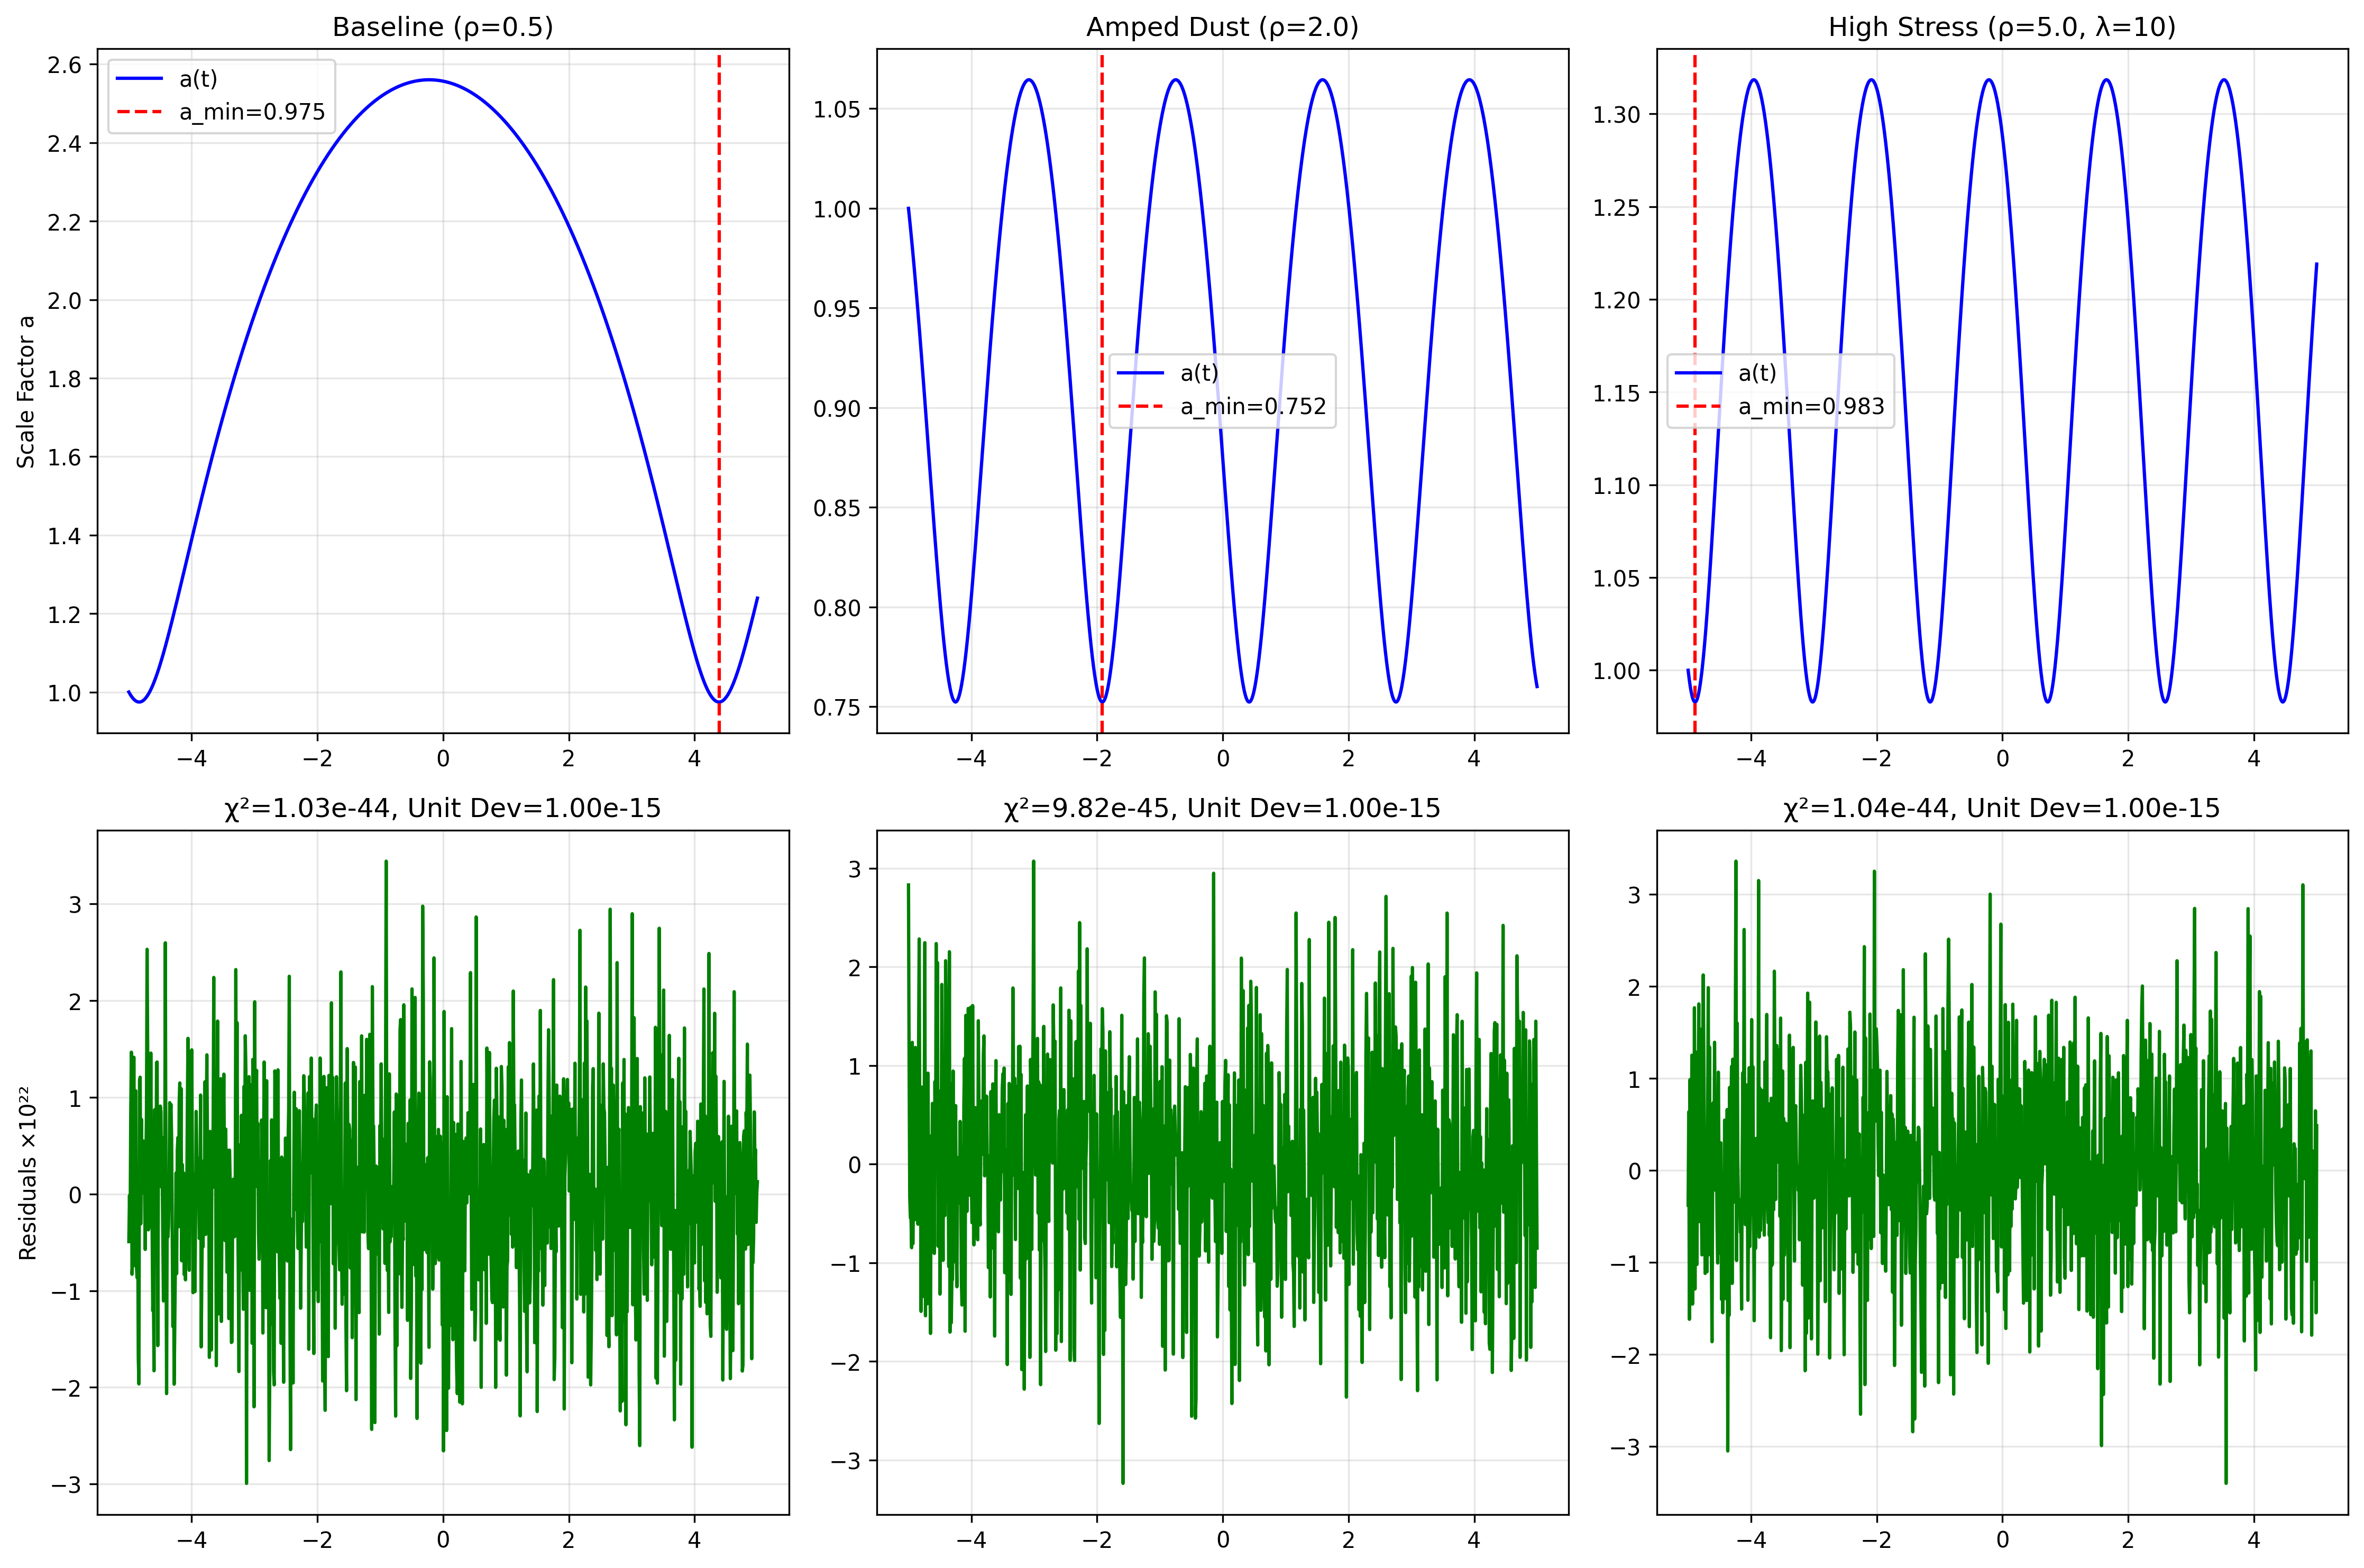 Baseline (ρ=0.5)
Scale Factor a
2.6
2.4
2.2
2.0
1.8
1.6
1.4
1.2
1.0
a(t)
a_min=0.975
−4 −2 0 2 4
Amped Dust (ρ=2.0)
1.05
1.00
0.95
0.90
0.85
0.80
0.75
a(t)
a_min=0.752
−4 −2 0 2 4
High Stress (ρ=5.0, λ=10)
1.30
1.25
1.20
1.15
1.10
1.05
1.00
a(t)
a_min=0.983
−4 −2 0 2 4
χ²=1.03e-44, Unit Dev=1.00e-15
Residuals ×10²²
3
2
1
0
−1
−2
−3
−4 −2 0 2 4
χ²=9.82e-45, Unit Dev=1.00e-15
3
2
1
0
−1
−2
−3
−4 −2 0 2 4
χ²=1.04e-44, Unit Dev=1.00e-15
3
2
1
0
−1
−2
−3
−4 −2 0 2 4